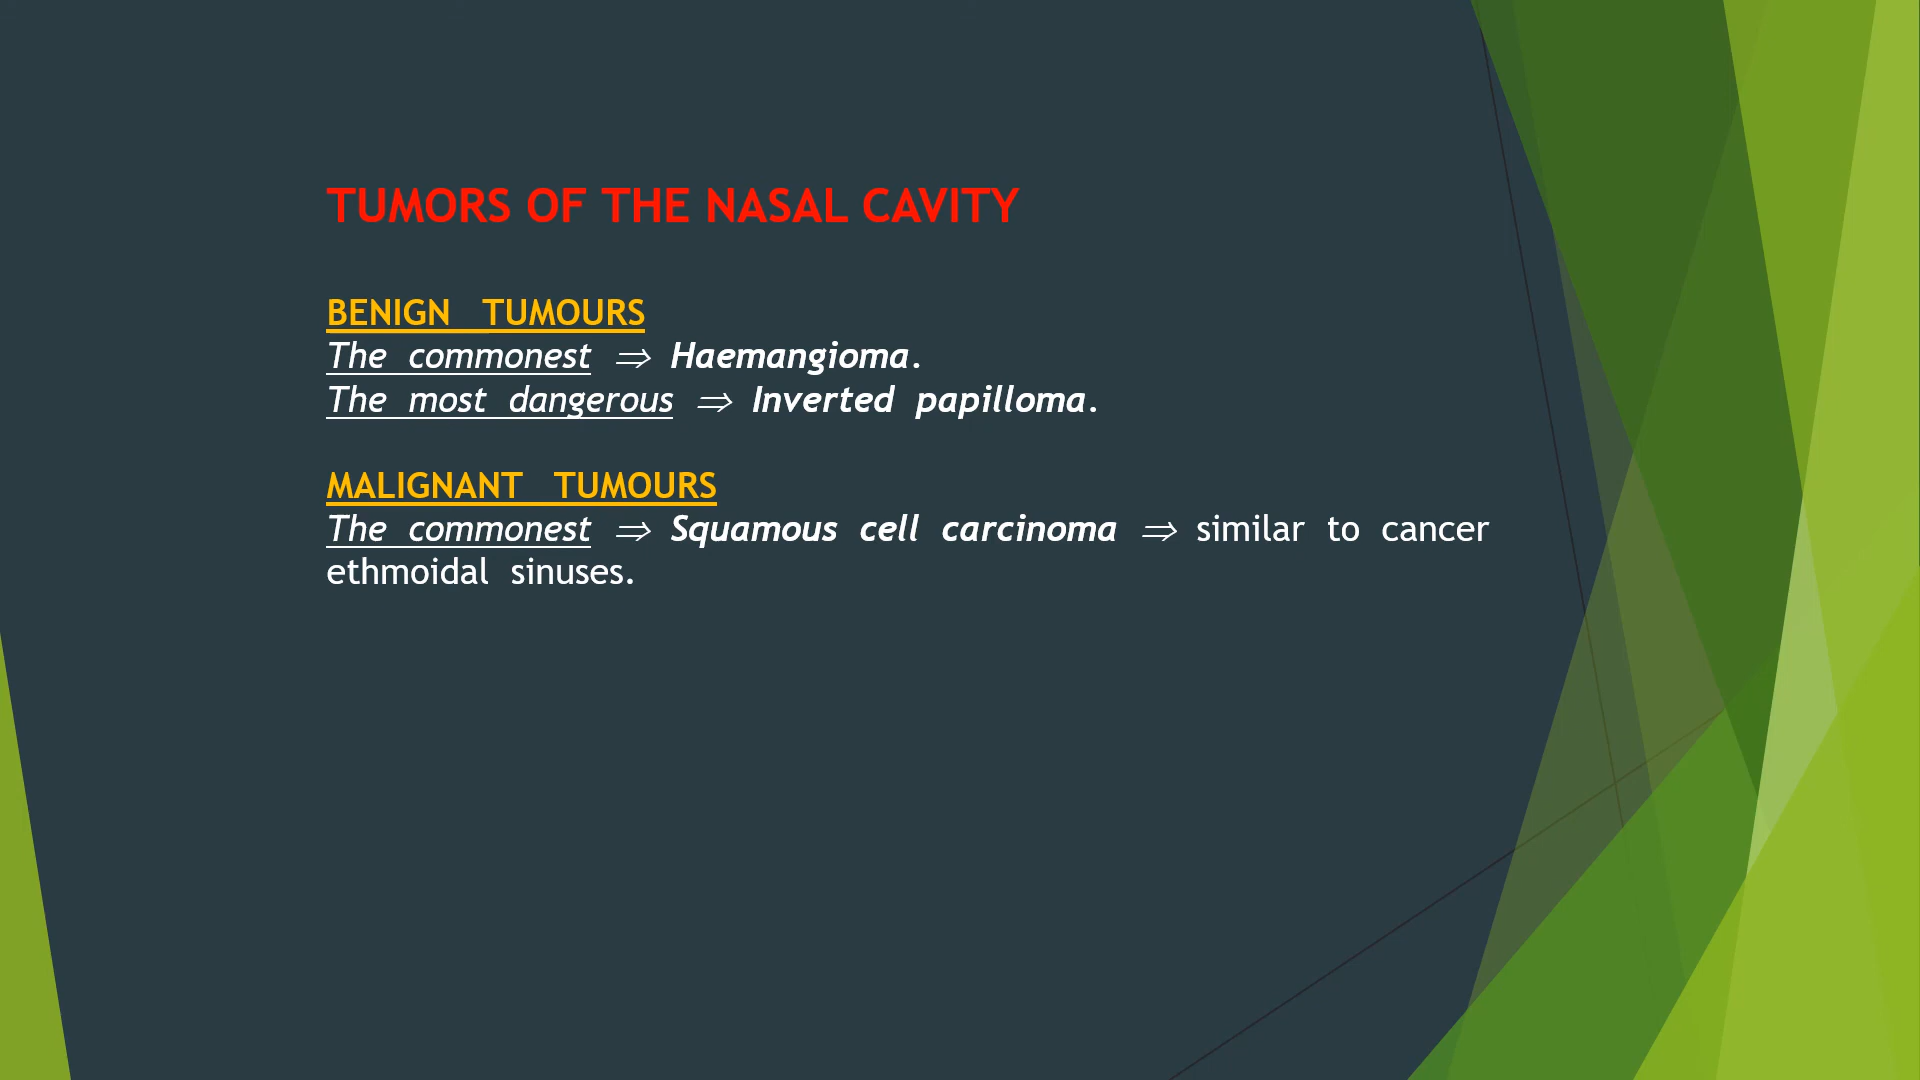 TUMORS OF THE NASAL CAVITY
BENIGN TUMOURS
The commonest ⇒ Haemangioma.
The most dangerous ⇒ Inverted papilloma.
MALIGNANT TUMOURS
The commonest ⇒ Squamous cell carcinoma ⇒ similar to cancer
ethmoidal sinuses.